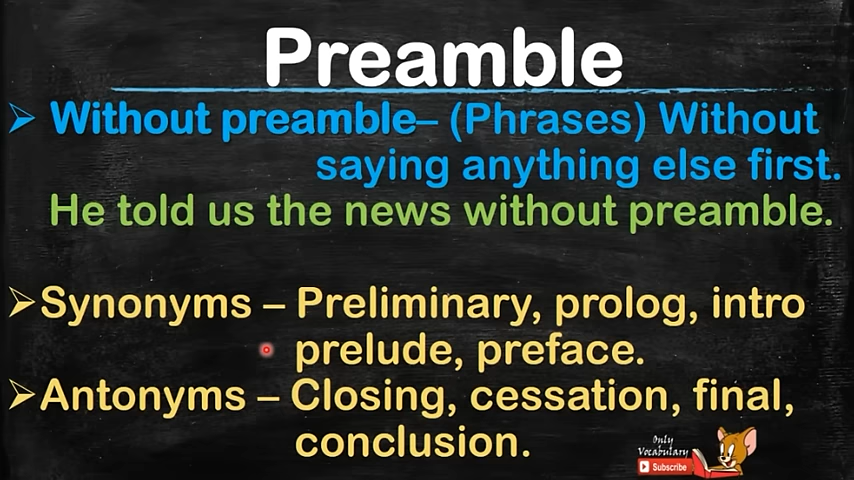 Preamble
➢ Without preamble– (Phrases) Without
saying anything else first.
He told us the news without preamble.
➢Synonyms – Preliminary, prolog, intro
prelude, preface.
➢Antonyms – Closing, cessation, final,
conclusion.
Only
Vocabulary
Subscribe